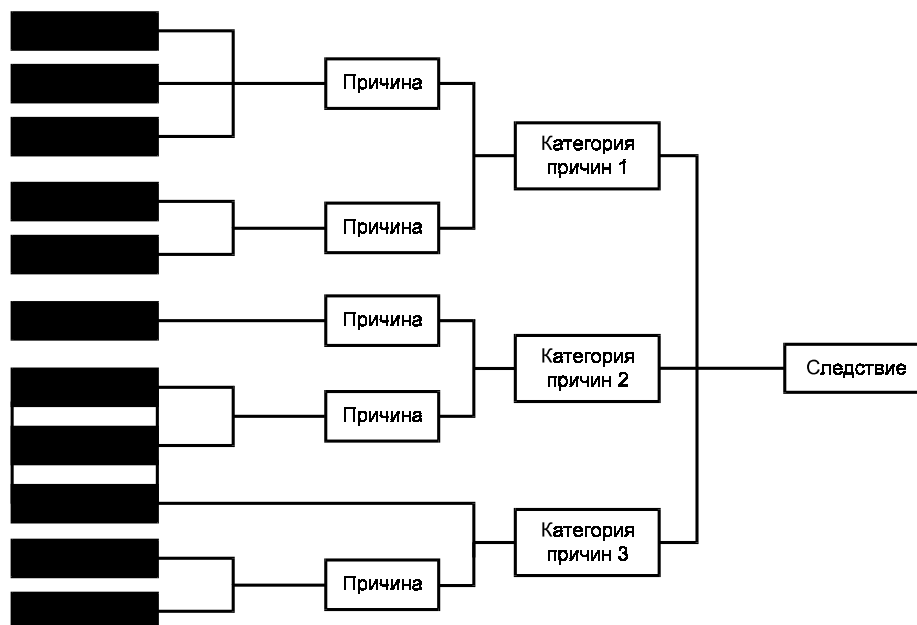 Причина
Категория
причин 1
Причина
Причина
Категория
причин 2
Следствие
Причина
Категория
причин 3
Причина